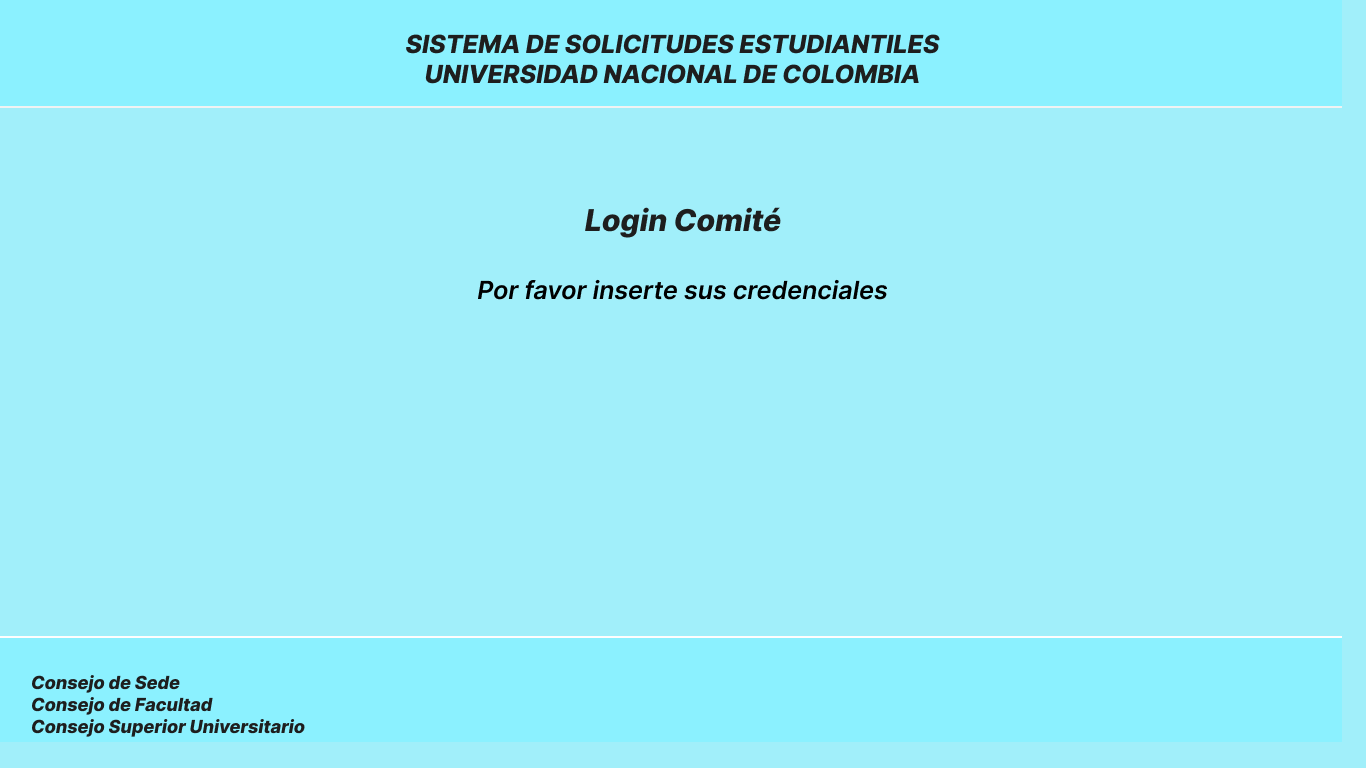 SISTEMA DE SOLICITUDES ESTUDIANTILES
UNIVERSIDAD NACIONAL DE COLOMBIA
Login Comité
Por favor inserte sus credenciales
Consejo de Sede
Consejo de Facultad
Consejo Superior Universitario